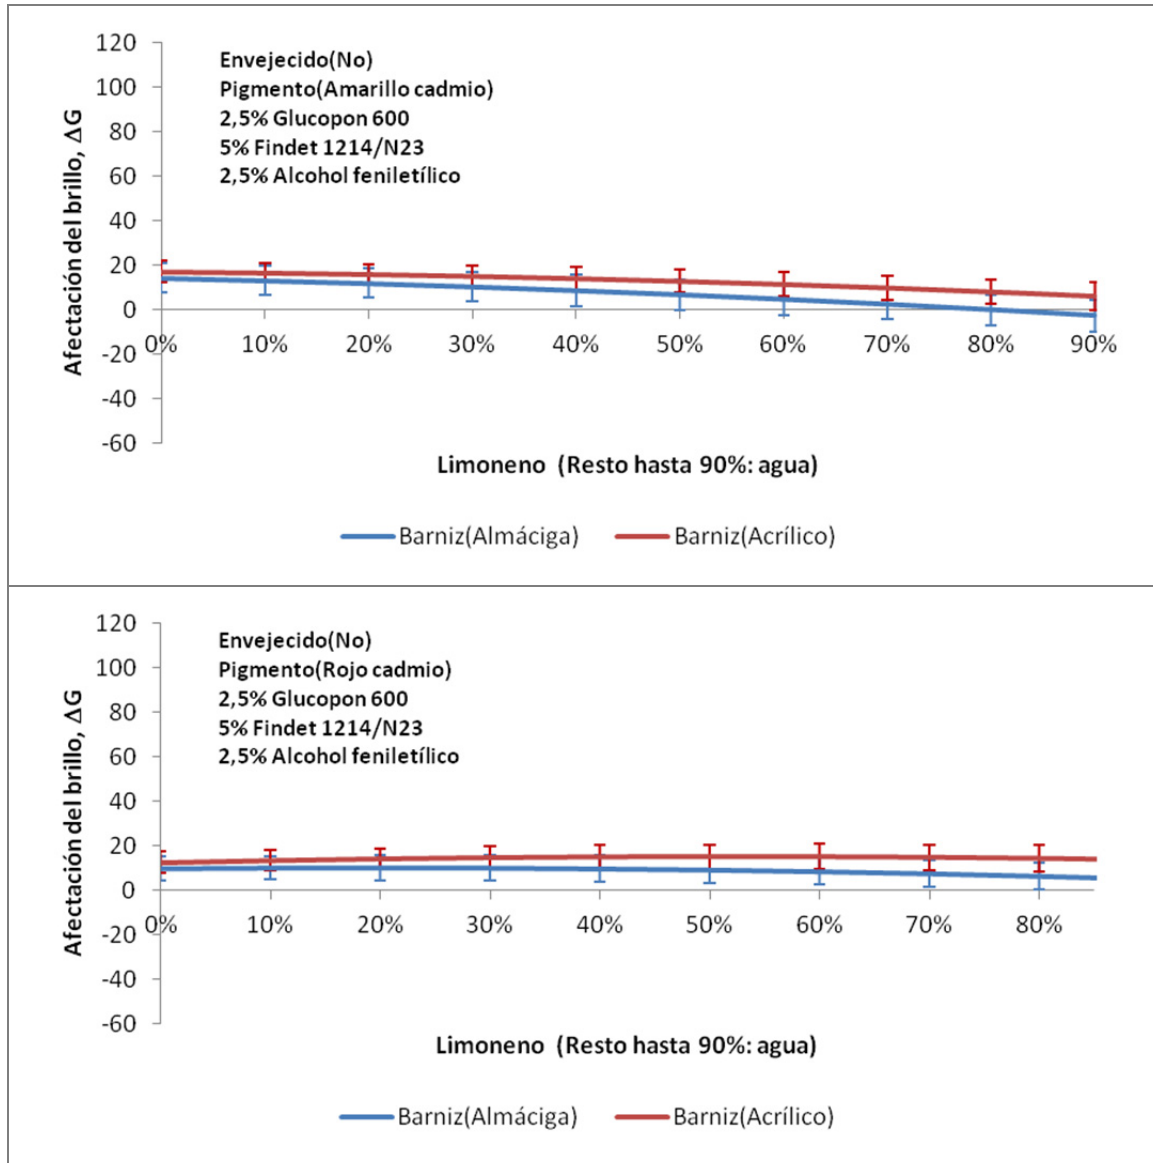 120
100
80
60
40
20
0
-20
-40
-60
Afectación del brillo, ΔG
Envejecido(No)
Pigmento(Amarillo cadmio)
2,5% Glucopon 600
5% Findet 1214/N23
2,5% Alcohol feniletílico
0% 10% 20% 30% 40% 50% 60% 70% 80% 90%
Limoneno (Resto hasta 90%: agua)
Barniz(Almáciga) Barniz(Acrílico)
120
100
80
60
40
20
0
-20
-40
-60
Afectación del brillo, ΔG
Envejecido(No)
Pigmento(Rojo cadmio)
2,5% Glucopon 600
5% Findet 1214/N23
2,5% Alcohol feniletílico
0% 10% 20% 30% 40% 50% 60% 70% 80%
Limoneno (Resto hasta 90%: agua)
Barniz(Almáciga) Barniz(Acrílico)